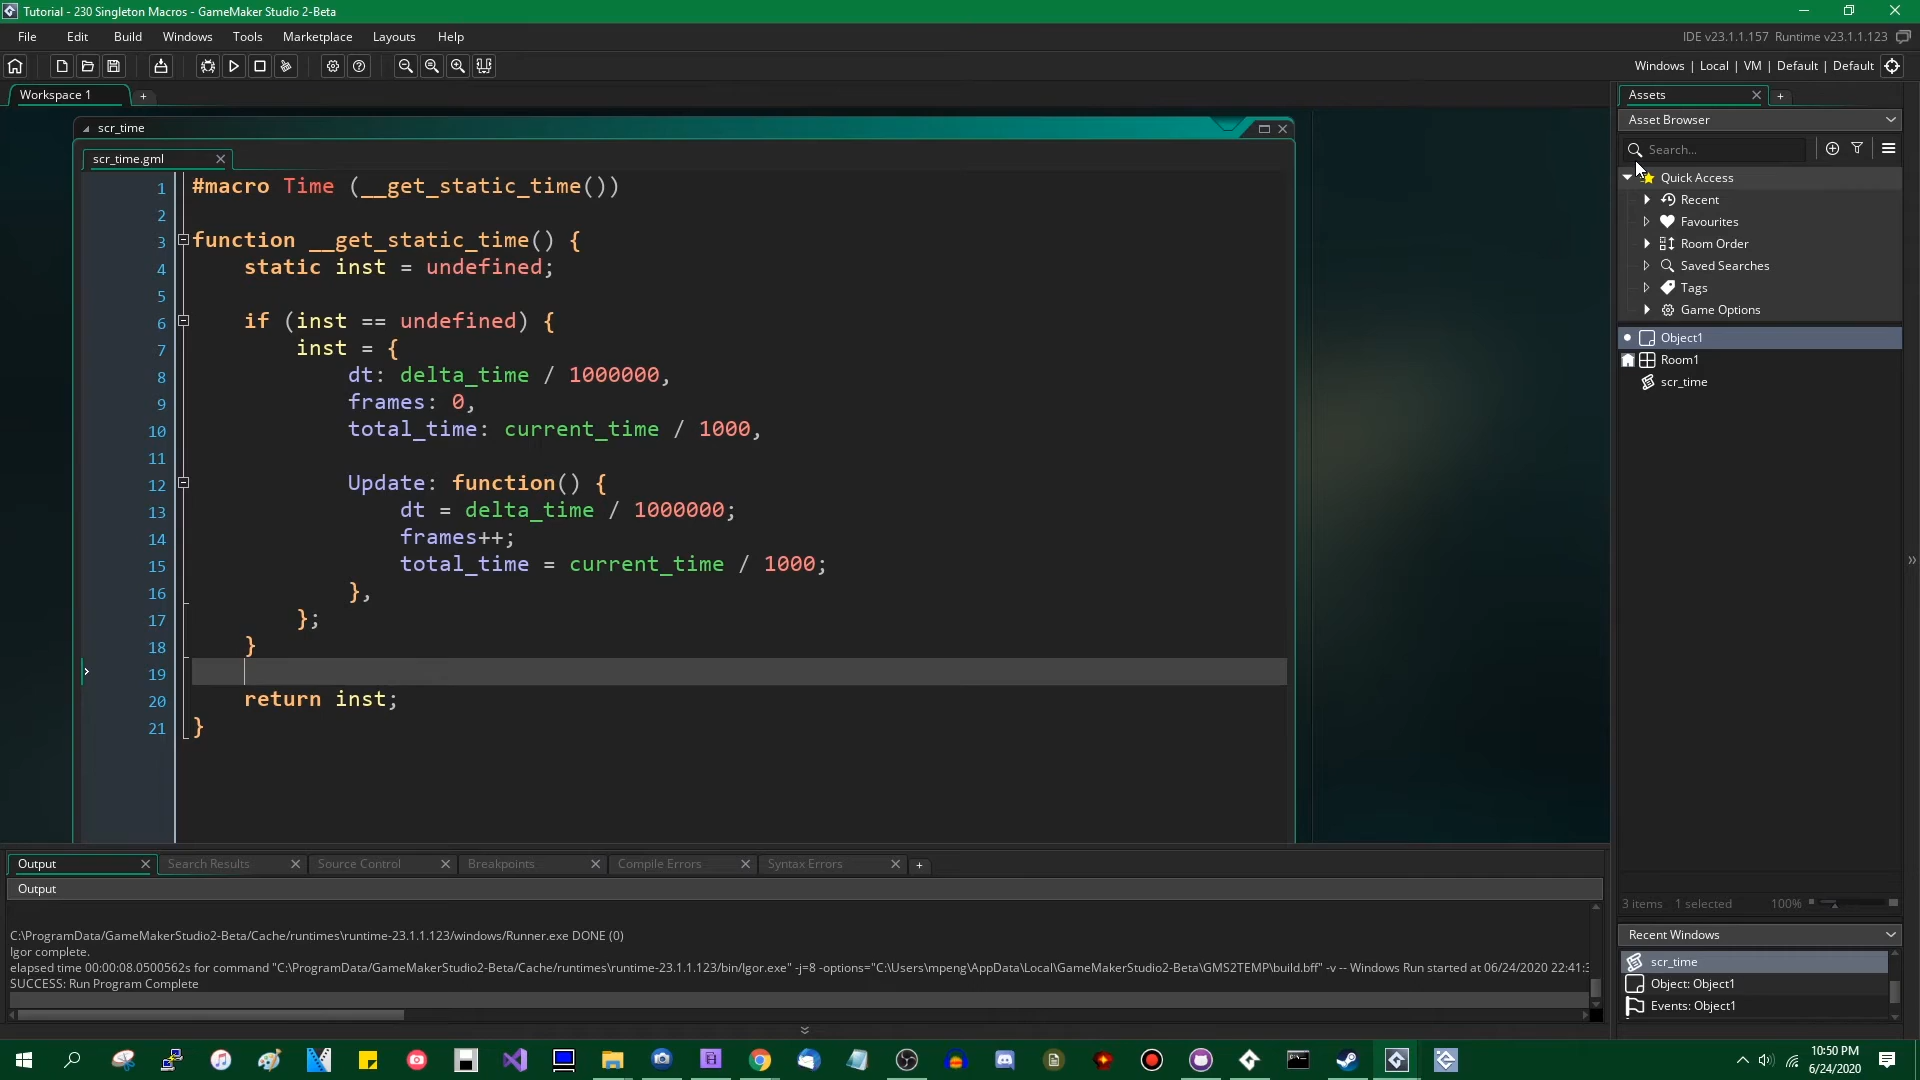 Tutorial - 230 Singleton Macros - GameMaker Studio 2-Beta
File Edit Build Windows Tools Marketplace Layouts Help
IDE v23.1.1.157 Runtime v23.1.1.123
Windows | Local | VM | Default | Default
Workspace 1
scr_time
scr_time.gml
1 #macro Time (__get_static_time())
2
3 function __get_static_time() {
4 static inst = undefined;
5
6 if (inst == undefined) {
7 inst = {
8 dt: delta_time / 1000000,
9 frames: 0,
10 total_time: current_time / 1000,
11
12 Update: function() {
13 dt = delta_time / 1000000;
14 frames++;
15 total_time = current_time / 1000;
16 },
17 };
18 }
19
20 return inst;
21 }
Assets
Asset Browser
Search...
Quick Access
Recent
Favourites
Room Order
Saved Searches
Tags
Game Options
Object1
Room1
scr_time
3 items 1 selected 100%
Recent Windows
scr_time
Object: Object1
Events: Object1
Output Search Results Source Control Breakpoints Compile Errors Syntax Errors
Output
C:\ProgramData/GameMakerStudio2-Beta/Cache/runtimes\runtime-23.1.1.123/windows/Runner.exe DONE (0)
Igor complete.
elapsed time 00:00:08.0500562s for command "C:\ProgramData/GameMakerStudio2-Beta/Cache/runtimes\runtime-23.1.1.123/bin/Igor.exe" -j=8 -options="C:\Users\mpeng\AppData\Local\GameMakerStudio2-Beta\GMS2TEMP\build.bff" -v -- Windows Run started at 06/24/2020 22:41:3
SUCCESS: Run Program Complete
10:50 PM
6/24/2020